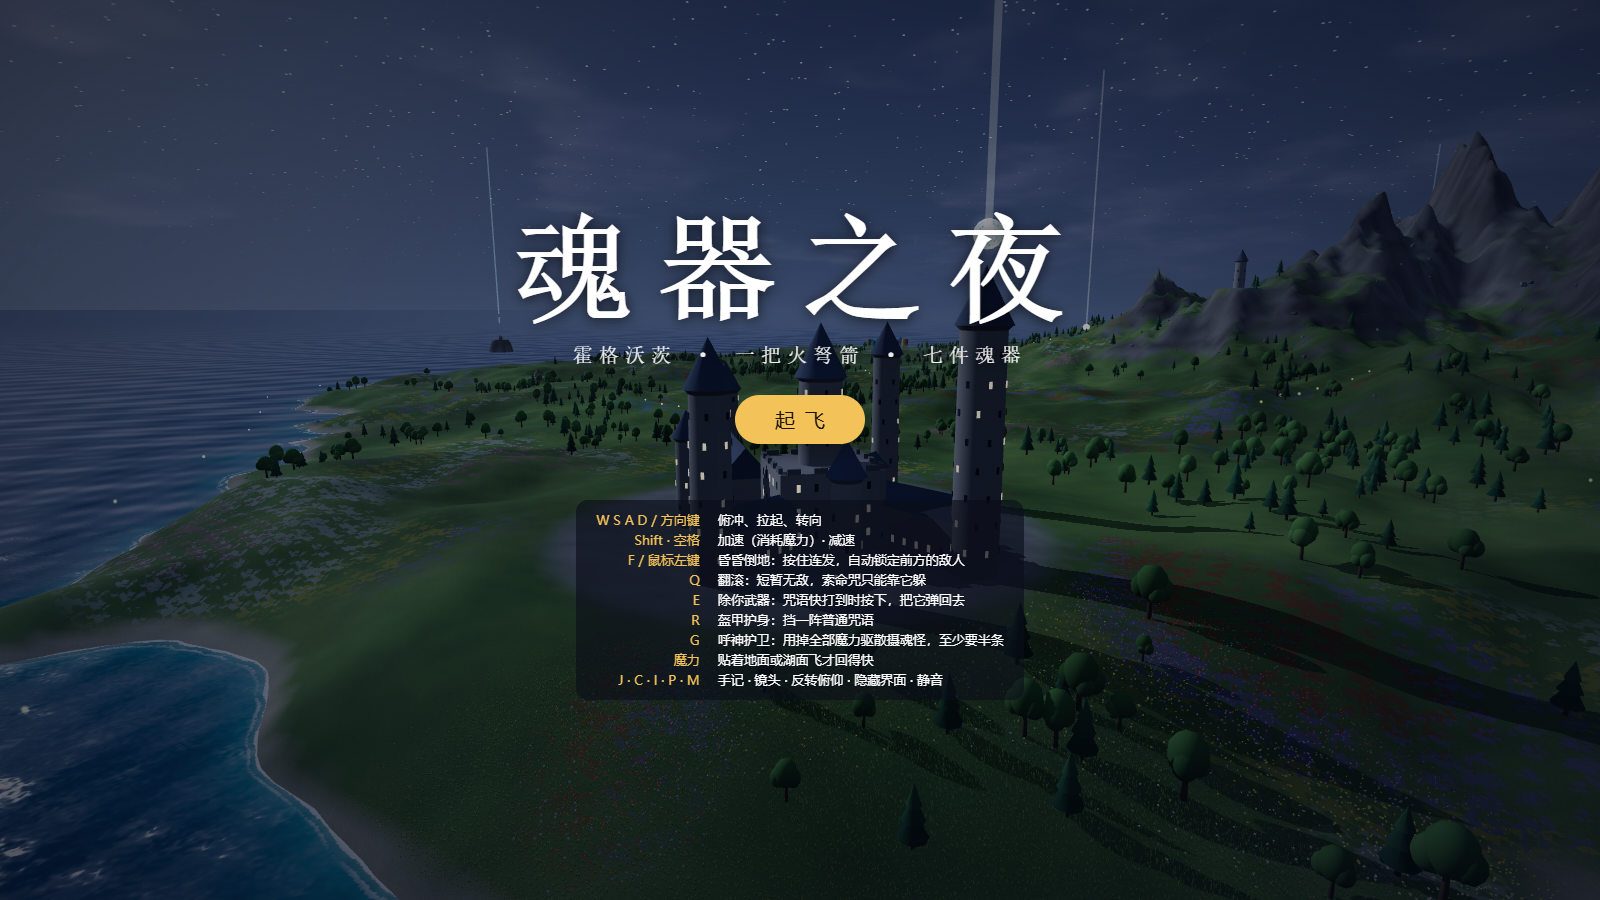 魂器之夜
霍格沃茨 • 一把火弩箭 • 七件魂器
起飞
W S A D / 方向键 俯冲、拉起、转向
Shift · 空格 加速（消耗魔力）· 减速
F / 鼠标左键 昏昏倒地：按住连发，自动锁定前方的敌人
Q 翻滚：短暂无敌，索命咒只能靠它躲
E 除你武器：咒语快打到时按下，把它弹回去
R 盔甲护身：挡一阵普通咒语
G 呼神护卫：用掉全部魔力驱散摄魂怪，至少要半条
魔力 贴着地面或湖面飞才回得快
J · C · I · P · M 手记 · 镜头 · 反转俯仰 · 隐藏界面 · 静音